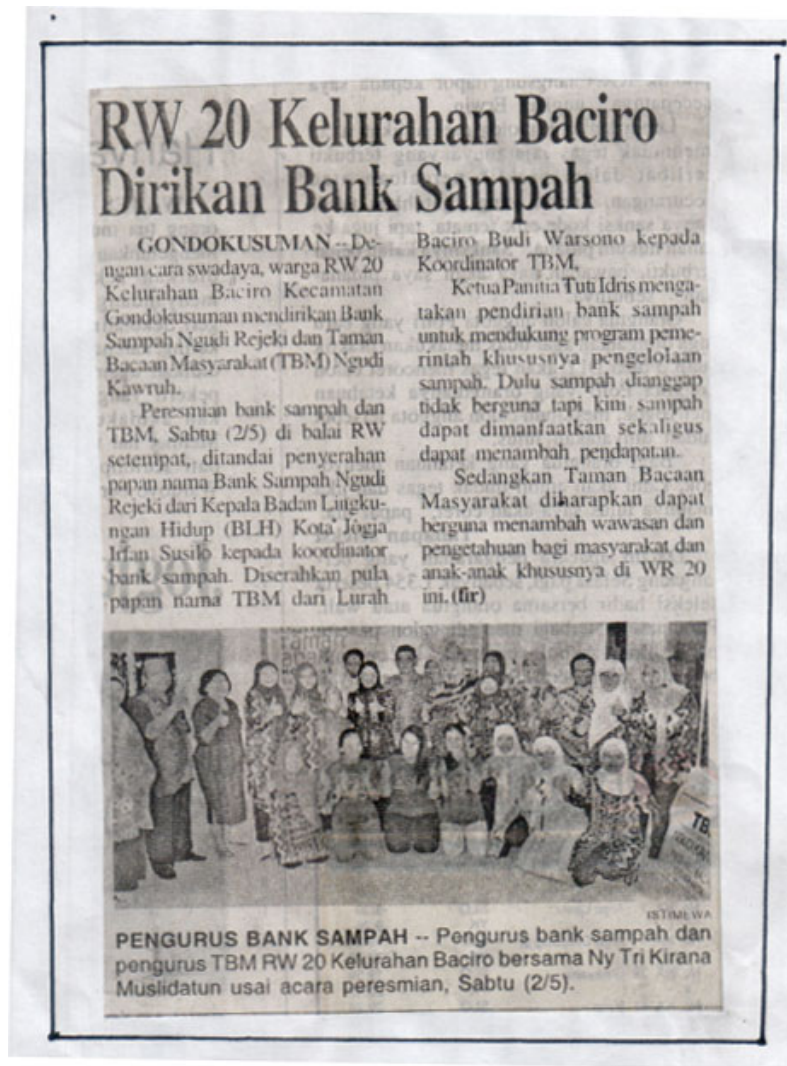 RW 20 Kelurahan Baciro
Dirikan Bank Sampah
GONDOKUSUMAN -- De-
ngan cara swadaya, warga RW 20
Kelurahan Baciro Kecamatan
Gondokusuman mendirikan Bank
Sampah Ngudi Rejeki dan Taman
Bacaan Masyarakat (TBM) Ngudi
Kawruh.
Peresmian bank sampah dan
TBM, Sabtu (2/5) di balai RW
setempat, ditandai penyerahan
papan nama Bank Sampah Ngudi
Rejeki dari Kepala Badan Lingku-
ngan Hidup (BLH) Kota Jogja
Irfan Susilo kepada koordinator
bank sampah. Diserahkan pula
papan nama TBM dari Lurah
Baciro Budi Warsono kepada
Koordinator TBM,
Ketua Panitia Tuti Idris menga-
takan pendirian bank sampah
untuk mendukung program peme-
rintah khususnya pengelolaan
sampah. Dulu sampah dianggap
tidak berguna tapi kini sampah
dapat dimanfaatkan sekaligus
dapat menambah pendapatan.
Sedangkan Taman Bacaan
Masyarakat diharapkan dapat
berguna menambah wawasan dan
pengetahuan bagi masyarakat dan
anak-anak khususnya di WR 20
ini. (fir)
TB
ISTIMEWA
PENGURUS BANK SAMPAH -- Pengurus bank sampah dan
pengurus TBM RW 20 Kelurahan Baciro bersama Ny Tri Kirana
Muslidatun usai acara peresmian, Sabtu (2/5).